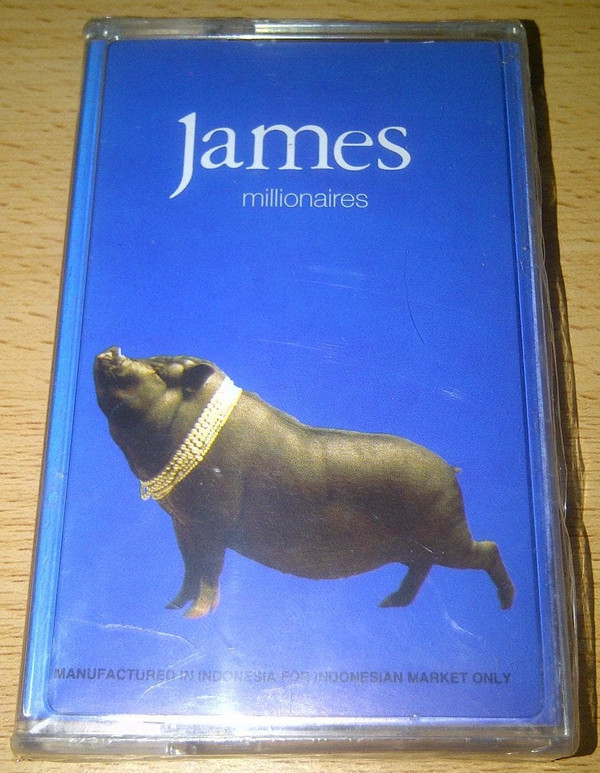 James
millionaires
MANUFACTURED IN INDONESIA FOR INDONESIAN MARKET ONLY